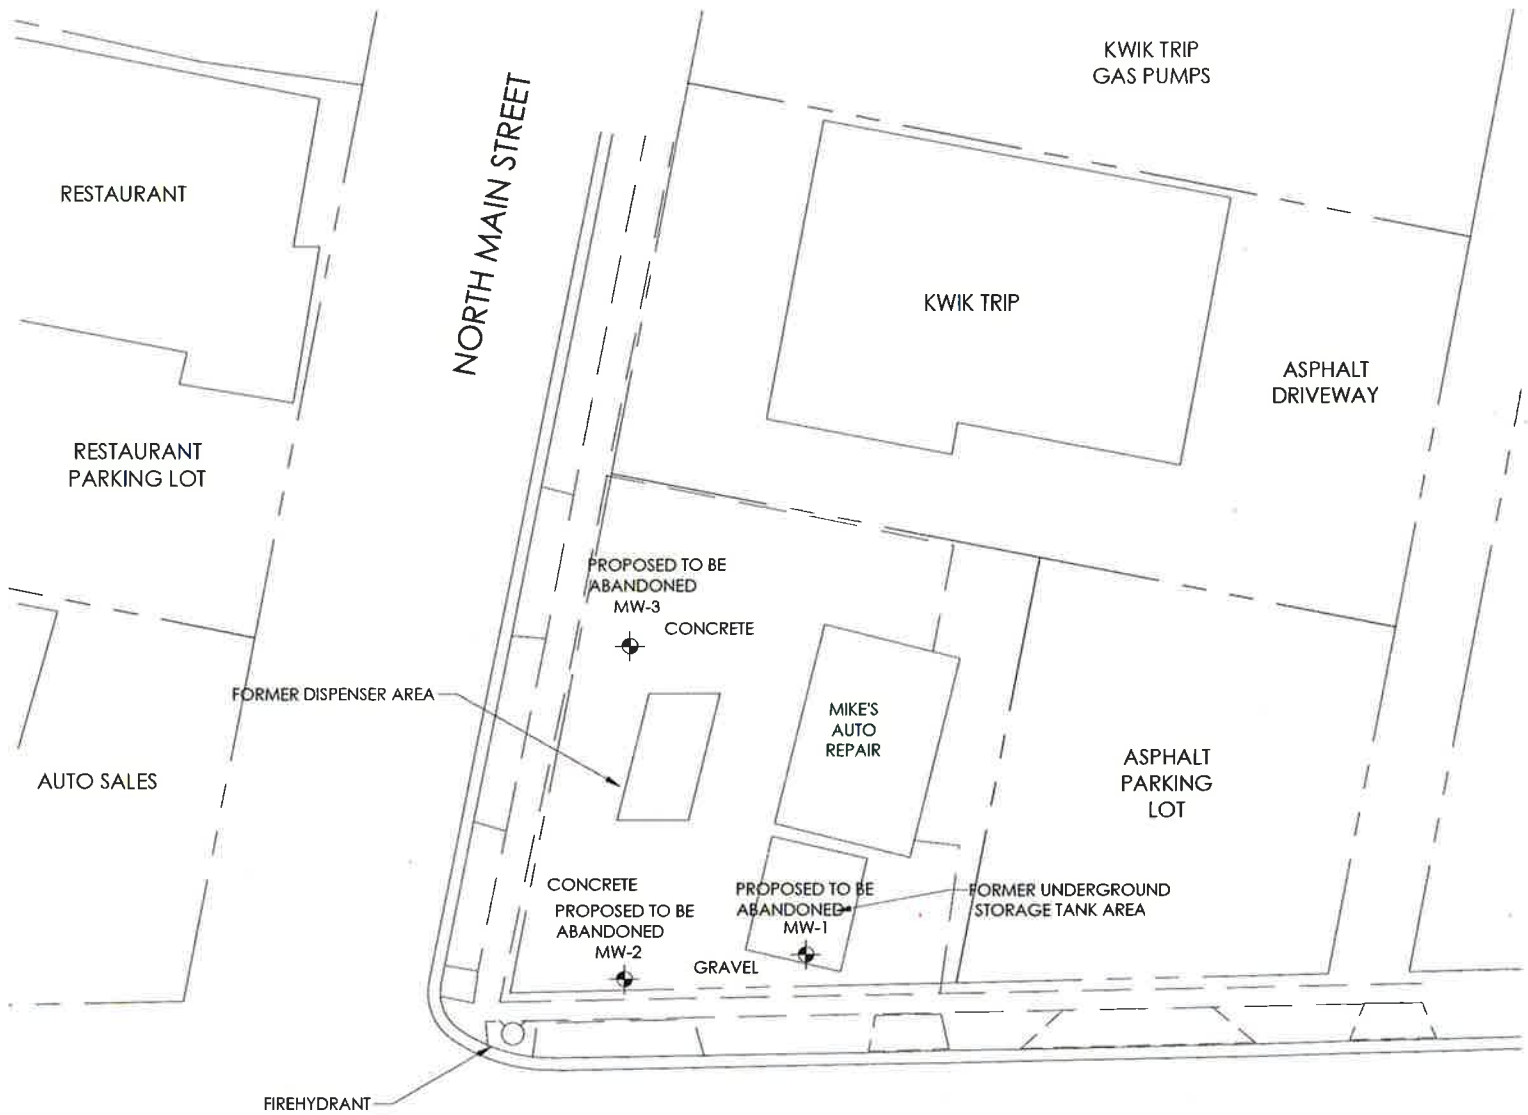 KWIK TRIP
GAS PUMPS
NORTH MAIN STREET
RESTAURANT
KWIK TRIP
ASPHALT
DRIVEWAY
RESTAURANT
PARKING LOT
PROPOSED TO BE
ABANDONED
MW-3
CONCRETE
FORMER DISPENSER AREA
MIKE'S
AUTO
REPAIR
AUTO SALES
ASPHALT
PARKING
LOT
CONCRETE
PROPOSED TO BE
ABANDONED
MW-2
PROPOSED TO BE
ABANDONED
MW-1
FORMER UNDERGROUND
STORAGE TANK AREA
GRAVEL
FIREHYDRANT